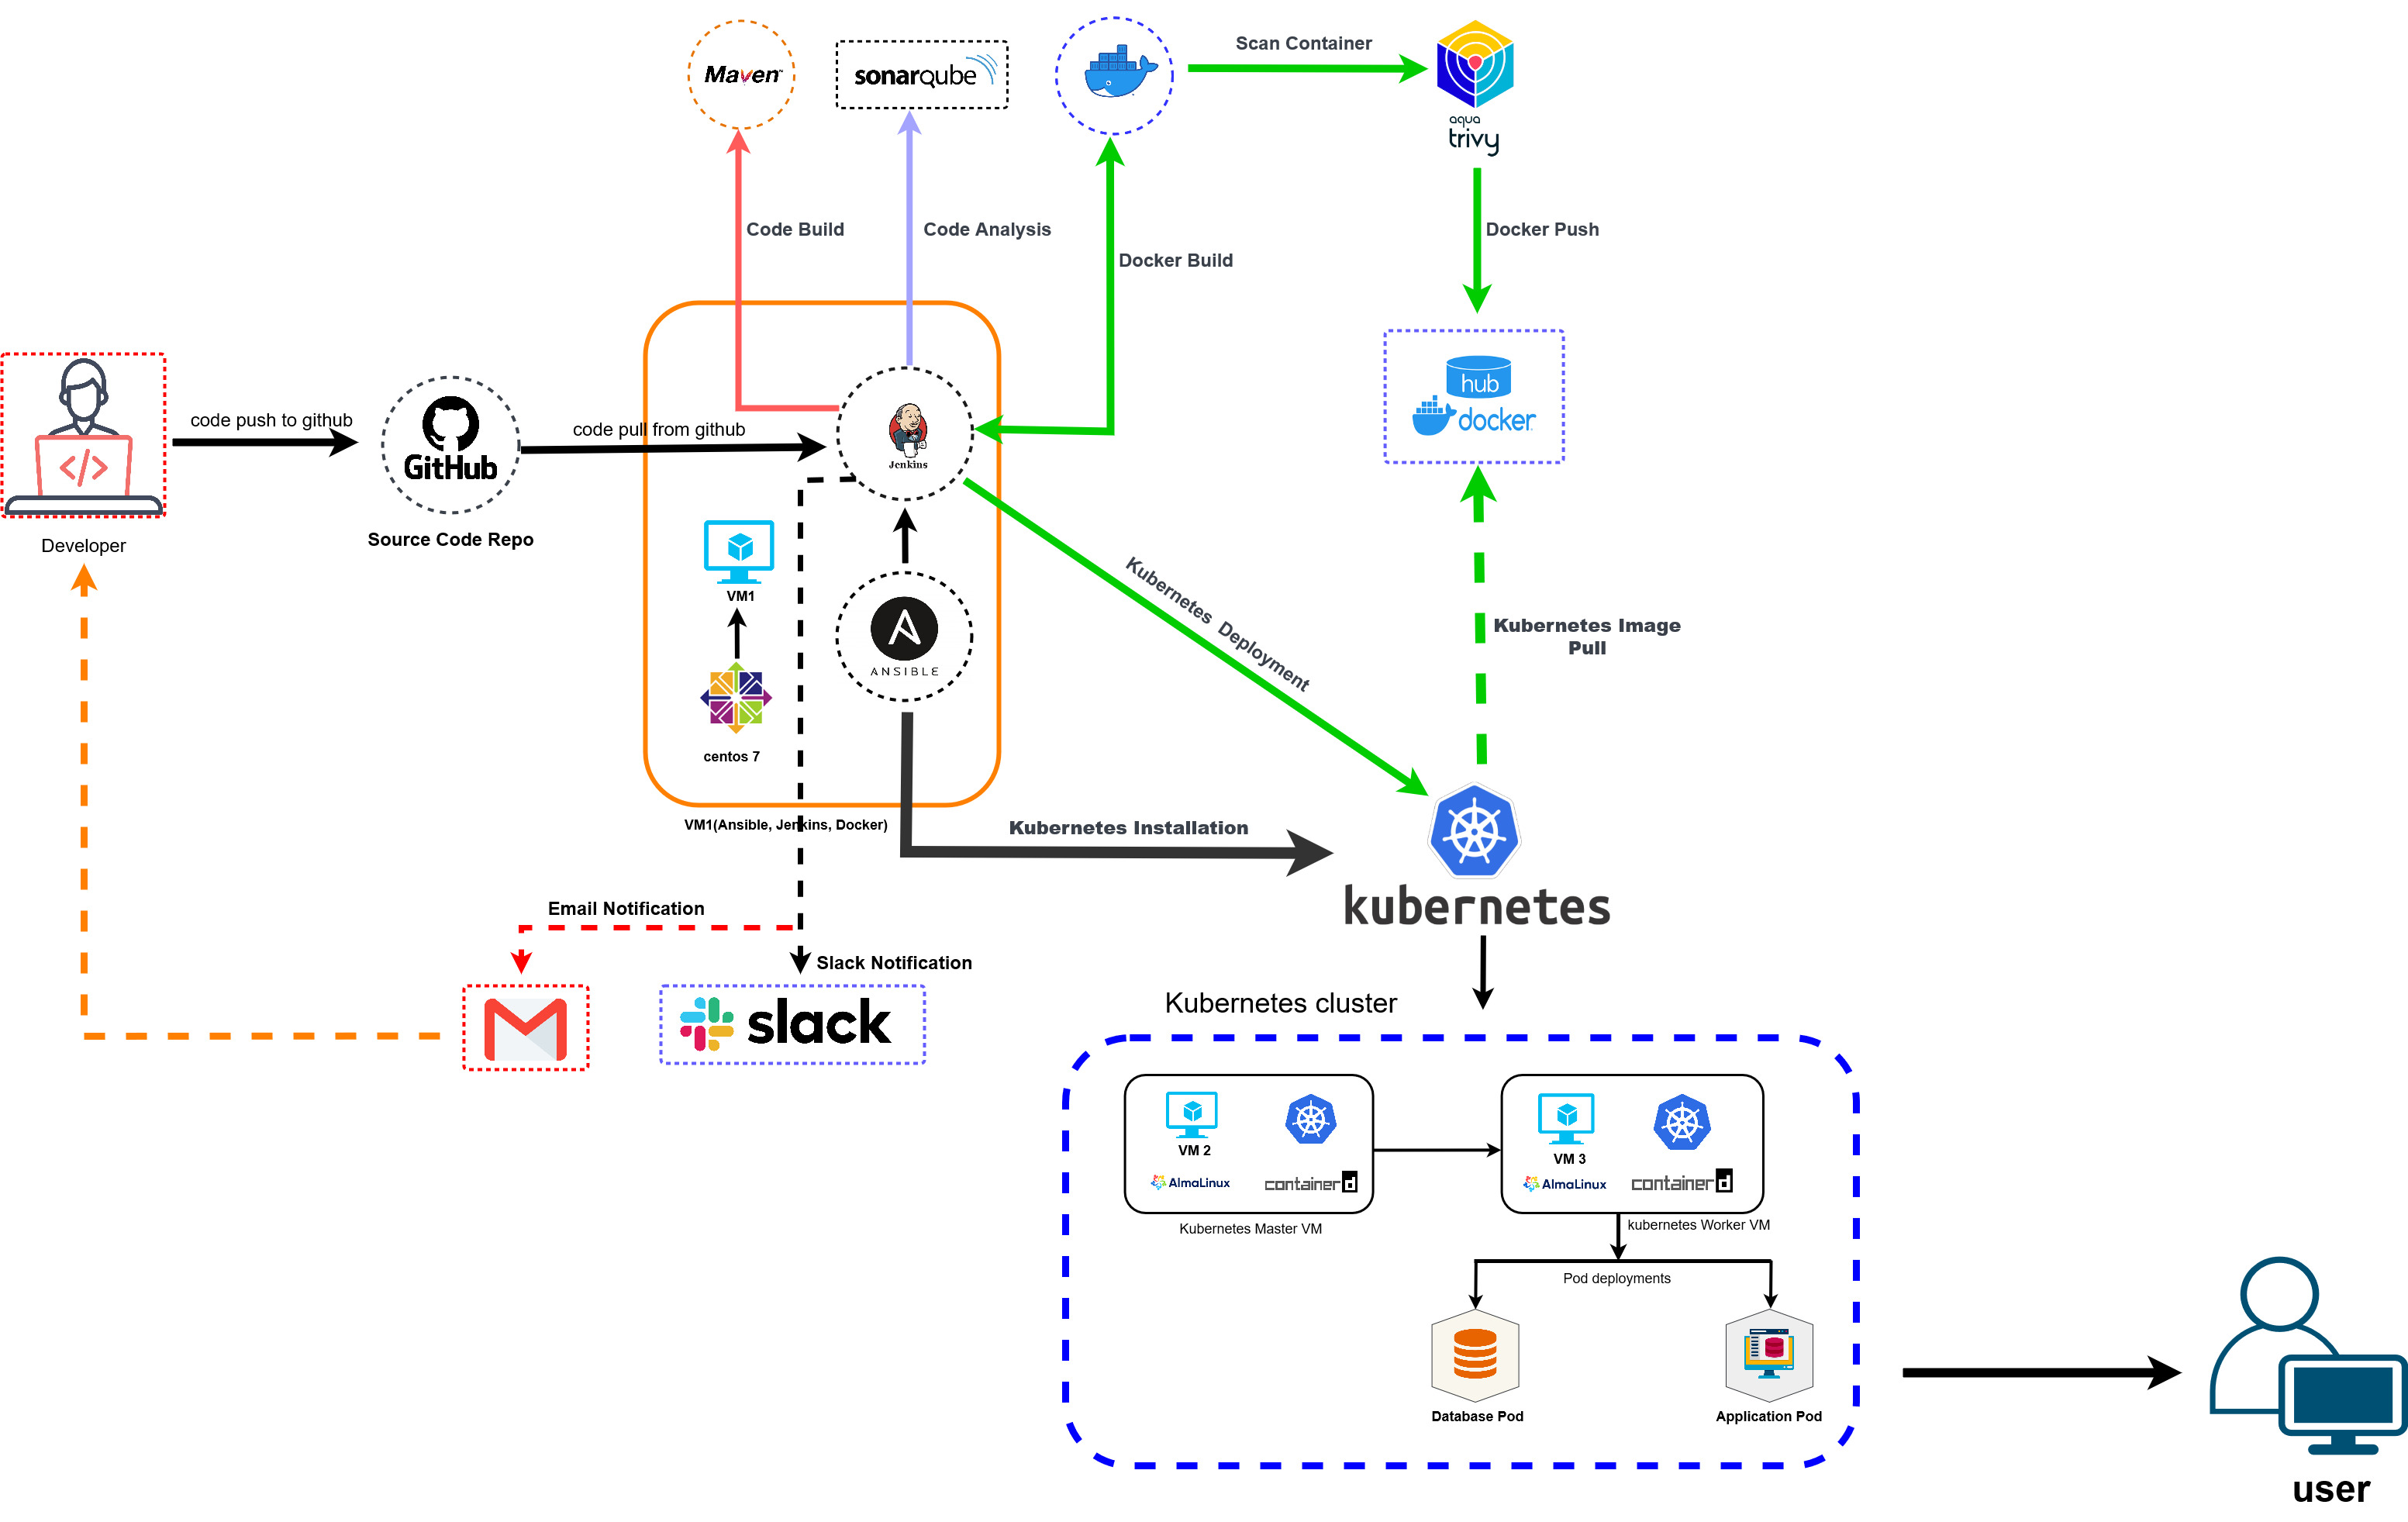 Maven
sonarqube
Scan Container
aqua
trivy
Code Build
Code Analysis
Docker Build
Docker Push
code push to github
GitHub
Source Code Repo
code pull from github
Jenkins
hub
docker
Developer
VM1
ANSIBLE
centos 7
VM1(Ansible, Jenkins, Docker)
Kubernetes Deployment
Kubernetes Image
Pull
Kubernetes Installation
kubernetes
Email Notification
Slack Notification
slack
Kubernetes cluster
VM 2
AlmaLinux
containerd
Kubernetes Master VM
VM 3
AlmaLinux
containerd
kubernetes Worker VM
Pod deployments
Database Pod
Application Pod
user